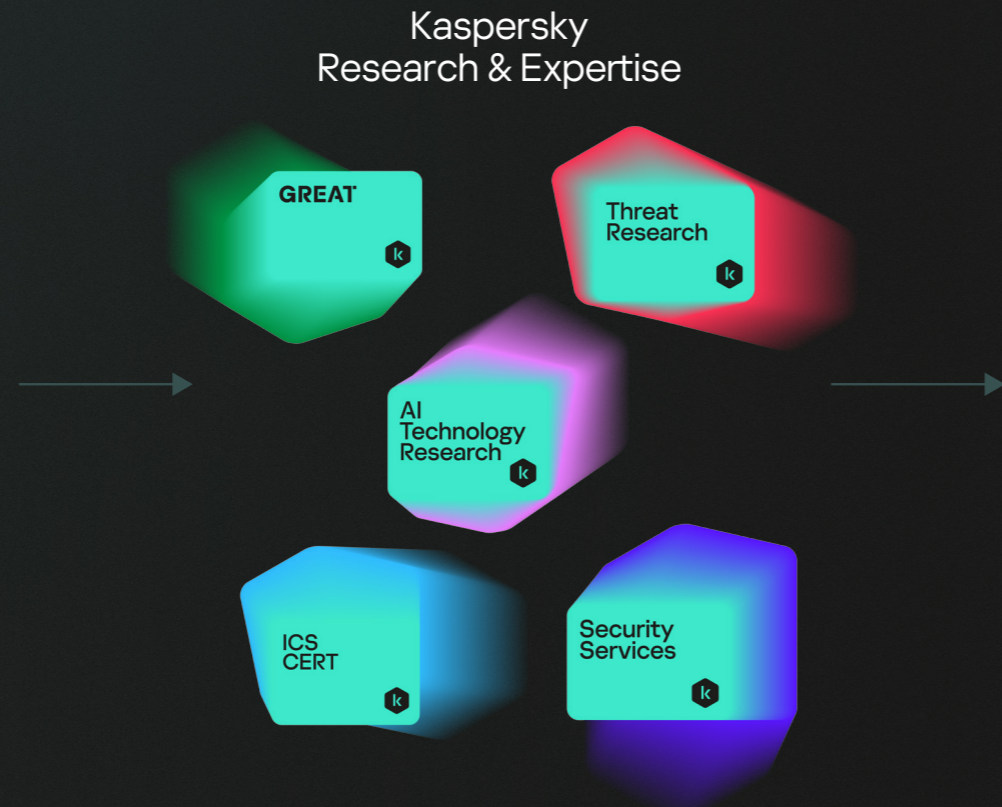 Kaspersky
Research & Expertise
GREAT
k
Threat
Research
k
AI
Technology
Research
k
ICS
CERT
k
Security
Services
k